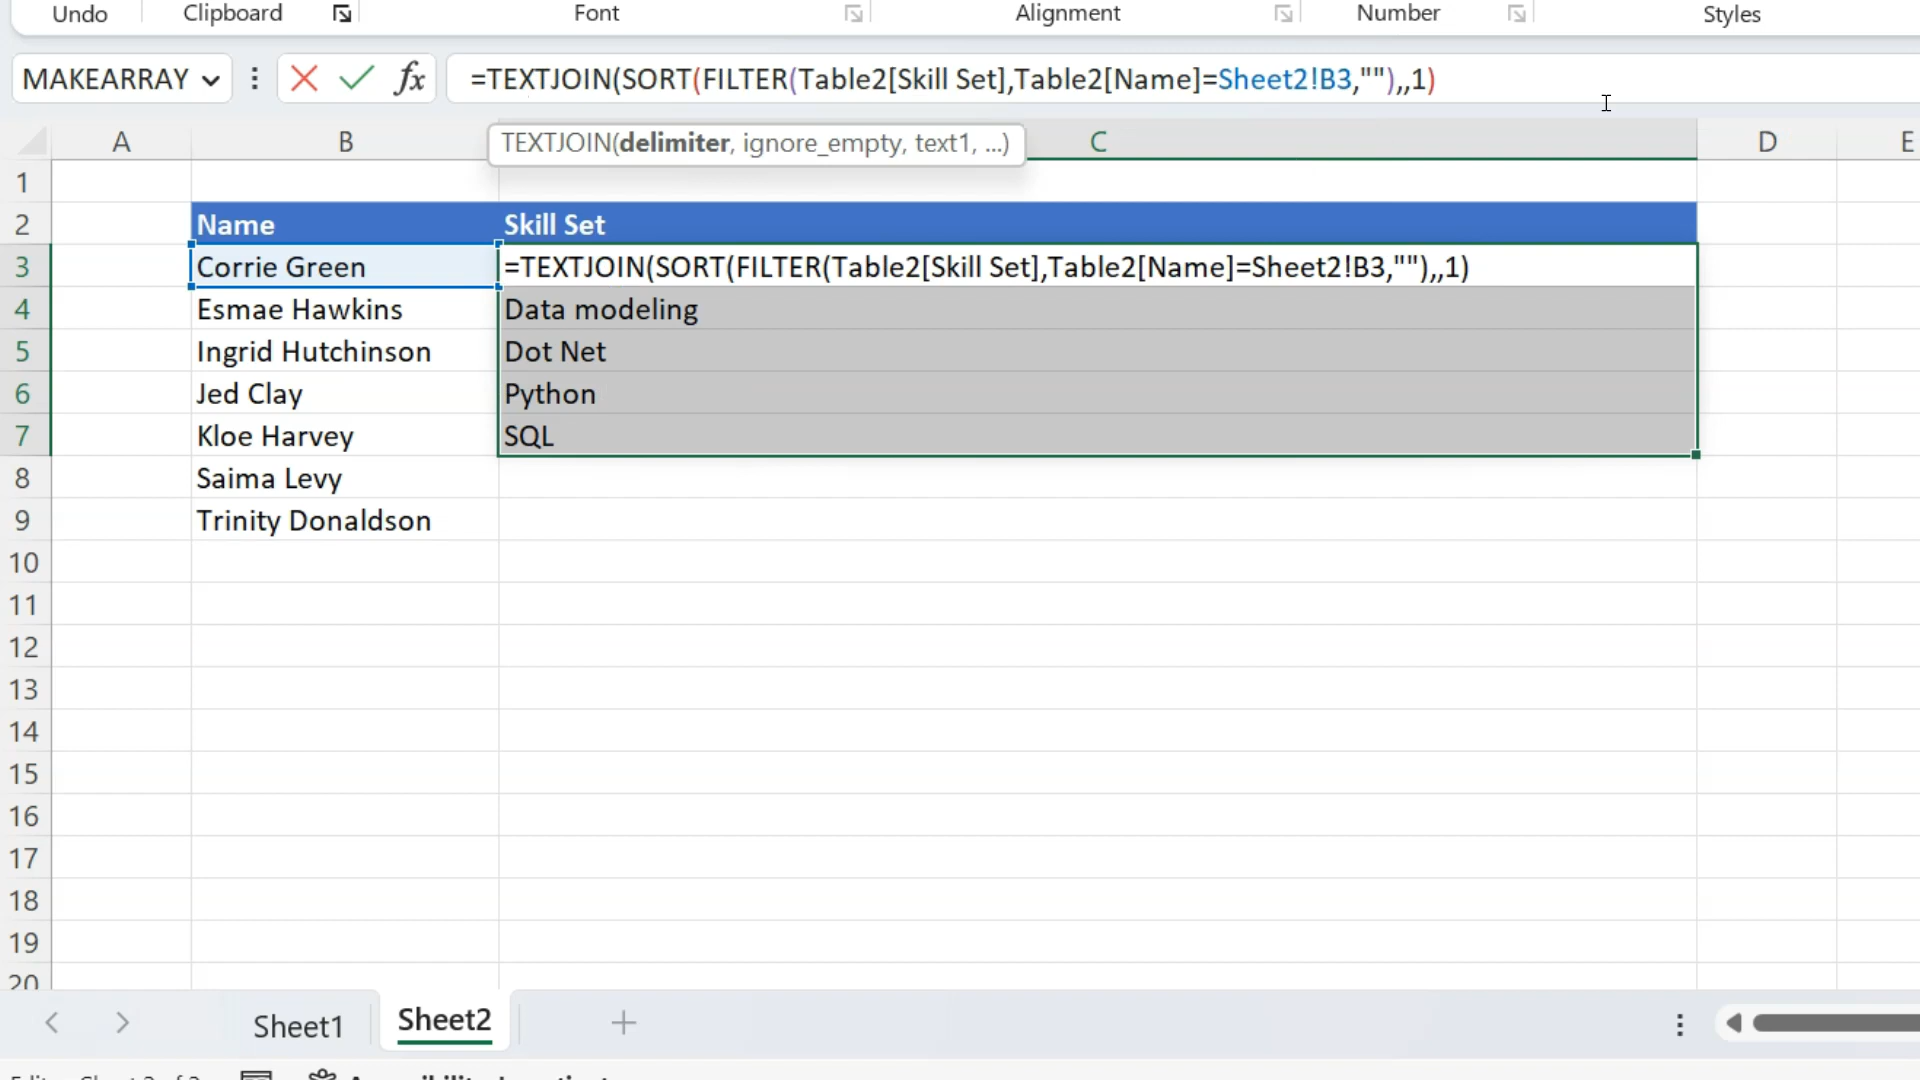 Undo Clipboard Font Alignment Number Styles
MAKEARRAY fx =TEXTJOIN(SORT(FILTER(Table2[Skill Set],Table2[Name]=Sheet2!B3,""),,1)
TEXTJOIN(delimiter, ignore_empty, text1, ...)
A B C D E
1
2 Name Skill Set
3 Corrie Green =TEXTJOIN(SORT(FILTER(Table2[Skill Set],Table2[Name]=Sheet2!B3,""),,1)
4 Esmae Hawkins Data modeling
5 Ingrid Hutchinson Dot Net
6 Jed Clay Python
7 Kloe Harvey SQL
8 Saima Levy
9 Trinity Donaldson
10
11
12
13
14
15
16
17
18
19
20
Sheet1 Sheet2